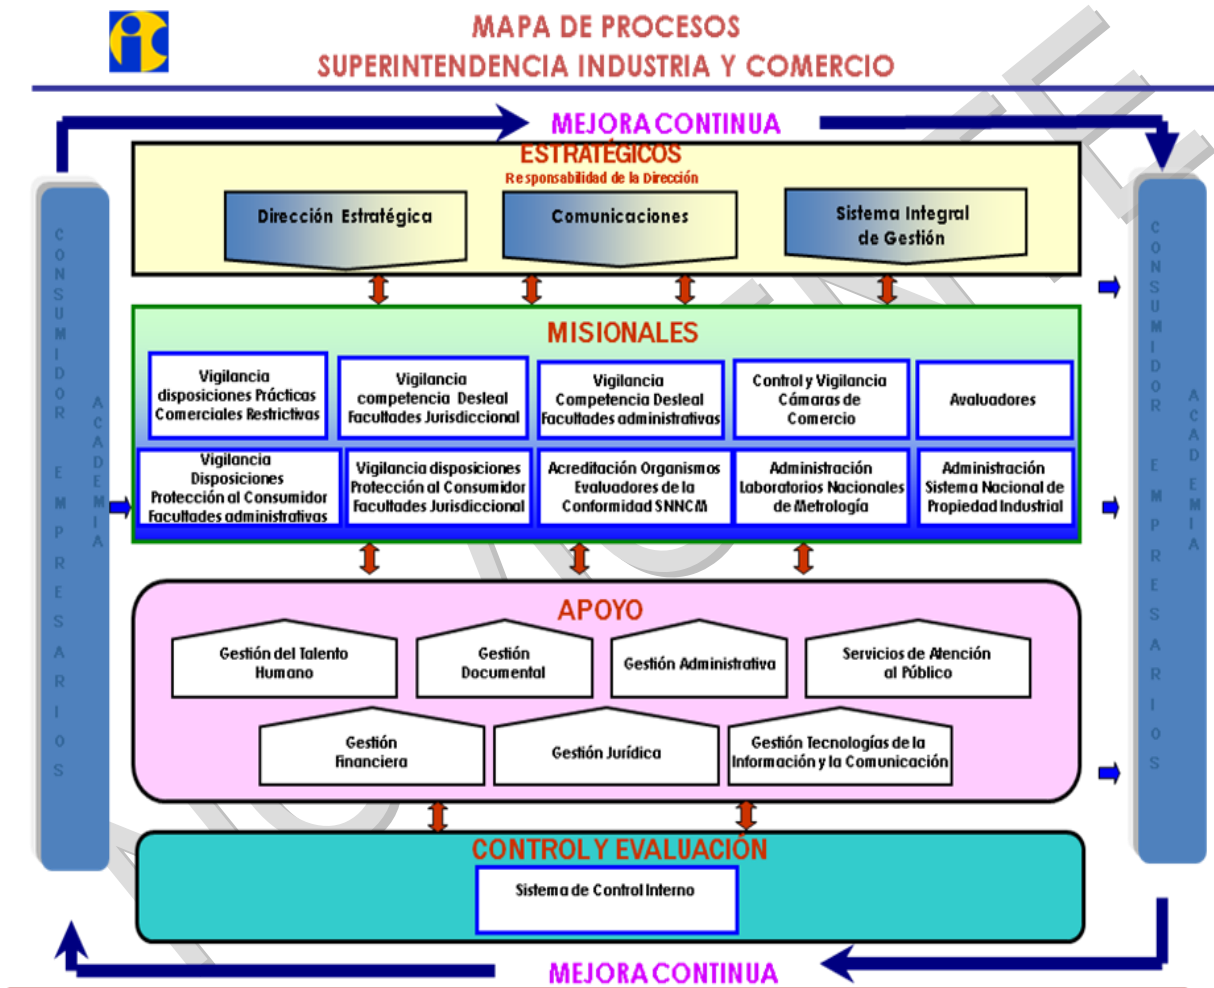 ic
MAPA DE PROCESOS
SUPERINTENDENCIA INDUSTRIA Y COMERCIO
MEJORA CONTINUA
ESTRATÉGICOS
Responsabilidad de la Dirección
Dirección Estratégica
Comunicaciones
Sistema Integral
de Gestión
CONSUMIDOR EMPRESARIOS
ACADEMIA
MISIONALES
Vigilancia
disposiciones Prácticas
Comerciales Restrictivas
Vigilancia
competencia Desleal
Facultades Jurisdiccional
Vigilancia
Competencia Desleal
Facultades administrativas
Control y Vigilancia
Cámaras de
Comercio
Avaluadores
Vigilancia
Disposiciones
Protección al Consumidor
Facultades administrativas
Vigilancia disposiciones
Protección al Consumidor
Facultades Jurisdiccional
Acreditación Organismos
Evaluadores de la
Conformidad SNNCM
Administración
Laboratorios Nacionales
de Metrología
Administración
Sistema Nacional de
Propiedad Industrial
CONSUMIDOR EMPRESARIOS
ACADEMIA
APOYO
Gestión del Talento
Humano
Gestión
Documental
Gestión Administrativa
Servicios de Atención
al Público
Gestión
Financiera
Gestión Jurídica
Gestión Tecnologías de la
Información y la Comunicación
CONTROL Y EVALUACIÓN
Sistema de Control Interno
MEJORA CONTINUA